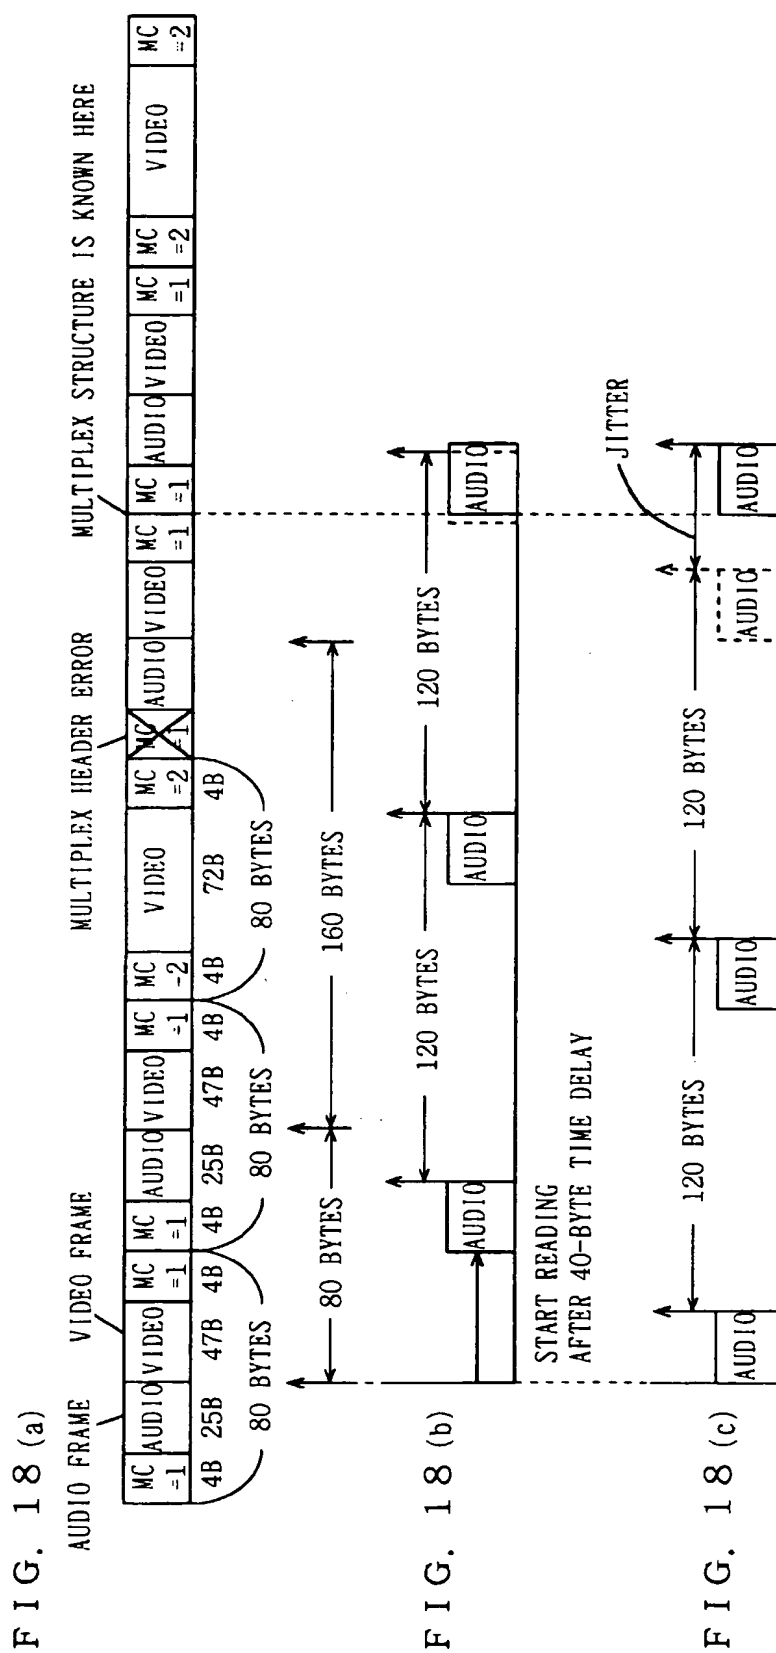 FIG. 18 (a)
AUDIO FRAME
VIDEO FRAME
MULTIPLEX HEADER ERROR
MULTIPLEX STRUCTURE IS KNOWN HERE
MC =1
AUDIO
VIDEO
MC =1
MC =1
AUDIO
VIDEO
MC =1
MC -2
VIDEO
MC =2
MC =1
AUDIO
VIDEO
MC =1
MC =1
AUDIO
VIDEO
MC =1
MC =2
VIDEO
MC =2
4B
25B
47B
4B
4B
25B
47B
4B
4B
72B
4B
80 BYTES
80 BYTES
80 BYTES
80 BYTES
160 BYTES
FIG. 18 (b)
AUDIO
120 BYTES
AUDIO
120 BYTES
AUDIO
START READING
AFTER 40-BYTE TIME DELAY
FIG. 18 (c)
AUDIO
120 BYTES
AUDIO
120 BYTES
AUDIO
JITTER
AUDIO